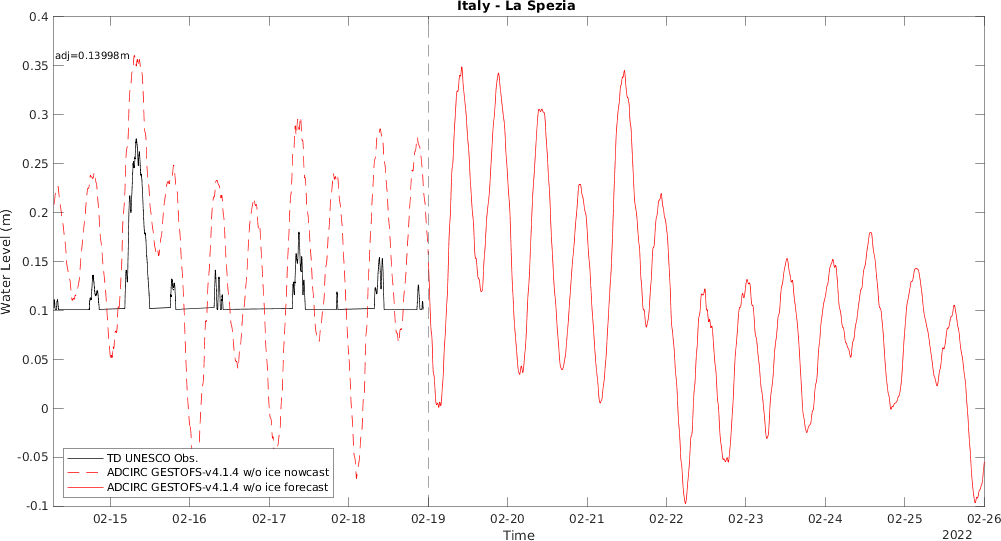 Italy - La Spezia
adj=0.13998m
Water Level (m)
0.4
0.35
0.3
0.25
0.2
0.15
0.1
0.05
0
-0.05
-0.1
TD UNESCO Obs.
ADCIRC GESTOFS-v4.1.4 w/o ice nowcast
ADCIRC GESTOFS-v4.1.4 w/o ice forecast
02-15 02-16 02-17 02-18 02-19 02-20 02-21 02-22 02-23 02-24 02-25 02-26
Time
2022